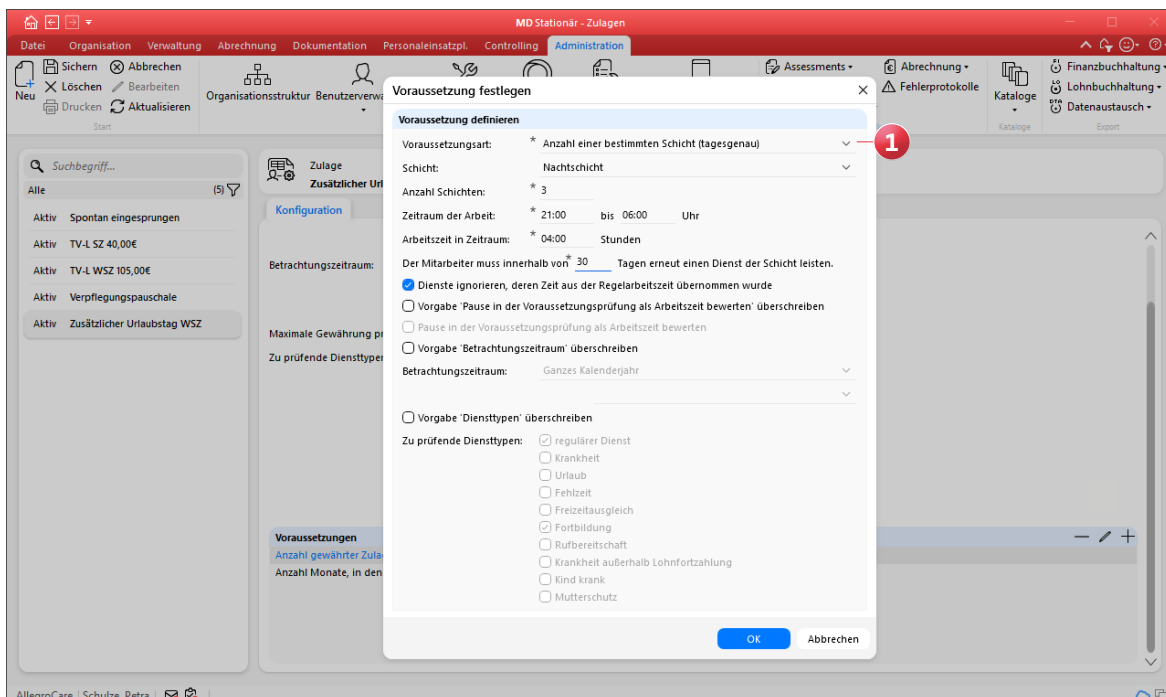 MD Stationär - Zulagen
Datei Organisation Verwaltung Abrechnung Dokumentation Personaleinsatzpl. Controlling Administration
Neu
Sichern Abbrechen
Löschen Bearbeiten
Drucken Aktualisieren
Start
Organisationsstruktur Benutzerverwa
Assessments
Abrechnung
Fehlerprotokolle
Kataloge
Kataloge
Finanzbuchhaltung
Lohnbuchhaltung
Datenaustausch
Export
Suchbegriff...
Alle (5)
Aktiv Spontan eingesprungen
Aktiv TV-L SZ 40,00€
Aktiv TV-L WSZ 105,00€
Aktiv Verpflegungspauschale
Aktiv Zusätzlicher Urlaubstag WSZ
Zulage
Zusätzlicher Url
Konfiguration
Betrachtungszeitraum:
Maximale Gewährung pr
Zu prüfende Diensttypen
Voraussetzungen
Anzahl gewährter Zula
Anzahl Monate, in den
Voraussetzung festlegen
Voraussetzung definieren
Voraussetzungsart: * Anzahl einer bestimmten Schicht (tagesgenau)
1
Schicht: Nachtschicht
Anzahl Schichten: * 3
Zeitraum der Arbeit: * 21:00 bis 06:00 Uhr
Arbeitszeit in Zeitraum: * 04:00 Stunden
Der Mitarbeiter muss innerhalb von * 30 Tagen erneut einen Dienst der Schicht leisten.
Dienste ignorieren, deren Zeit aus der Regelarbeitszeit übernommen wurde
Vorgabe 'Pause in der Voraussetzungsprüfung als Arbeitszeit bewerten' überschreiben
Pause in der Voraussetzungsprüfung als Arbeitszeit bewerten
Vorgabe 'Betrachtungszeitraum' überschreiben
Betrachtungszeitraum: Ganzes Kalenderjahr
Vorgabe 'Diensttypen' überschreiben
Zu prüfende Diensttypen: regulärer Dienst
Krankheit
Urlaub
Fehlzeit
Freizeitausgleich
Fortbildung
Rufbereitschaft
Krankheit außerhalb Lohnfortzahlung
Kind krank
Mutterschutz
OK Abbrechen
AllegroCare | Schulze, Petra